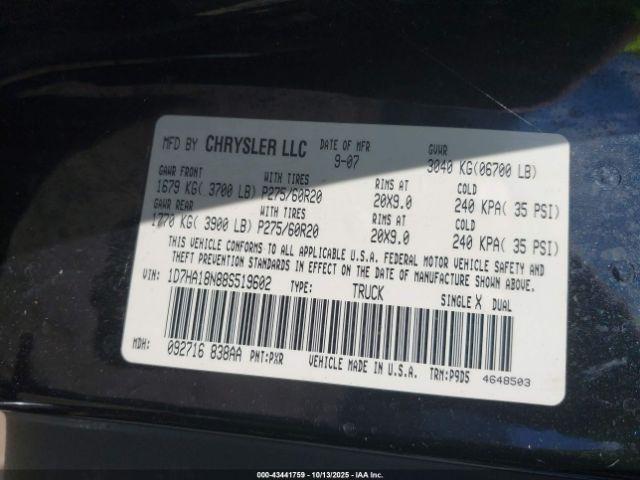 MFD BY CHRYSLER LLC DATE OF MFR 9-07 GVWR 3040 KG(06700 LB)
GAWR FRONT WITH TIRES RIMS AT COLD
1679 KG( 3700 LB) P275/60R20 20X9.0 240 KPA( 35 PSI)
GAWR REAR WITH TIRES RIMS AT COLD
1770 KG( 3900 LB) P275/60R20 20X9.0 240 KPA( 35 PSI)
THIS VEHICLE CONFORMS TO ALL APPLICABLE U.S.A. FEDERAL MOTOR VEHICLE SAFETY AND
THEFT PREVENTION STANDARDS IN EFFECT ON THE DATE OF MANUFACTURE SHOWN ABOVE.
VIN: 1D7HA18N88S519602 TYPE: TRUCK SINGLE X DUAL
MDH: 092716 838AA PNT:PXR VEHICLE MADE IN U.S.A. TRM:P9D5 4648503
000-43441759 - 10/13/2025 - IAAI, Inc.